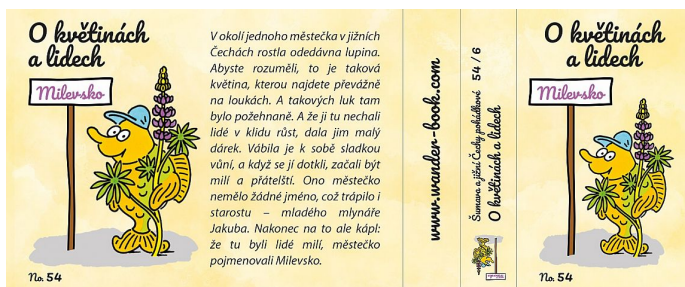 O květinách
a lidech
Milevsko
No. 54
V okolí jednoho městečka v jižních
Čechách rostla odedávna lupina.
Abyste rozuměli, to je taková
květina, kterou najdete převážně
na loukách. A takových luk tam
bylo požehnaně. A že ji tu nechali
lidé v klidu růst, dala jim malý
dárek. Vábila je k sobě sladkou
vůní, a když se jí dotkli, začali být
milí a přátelští. Ono městečko
nemělo žádné jméno, což trápilo i
starostu – mladého mlynáře
Jakuba. Nakonec na to ale kápl:
že tu byli lidé milí, městečko
pojmenovali Milevsko.
www.wander-book.com
Šumava a jižní Čechy pohádkové 54 / 6
O květinách a lidech
O květinách
a lidech
Milevsko
No. 54